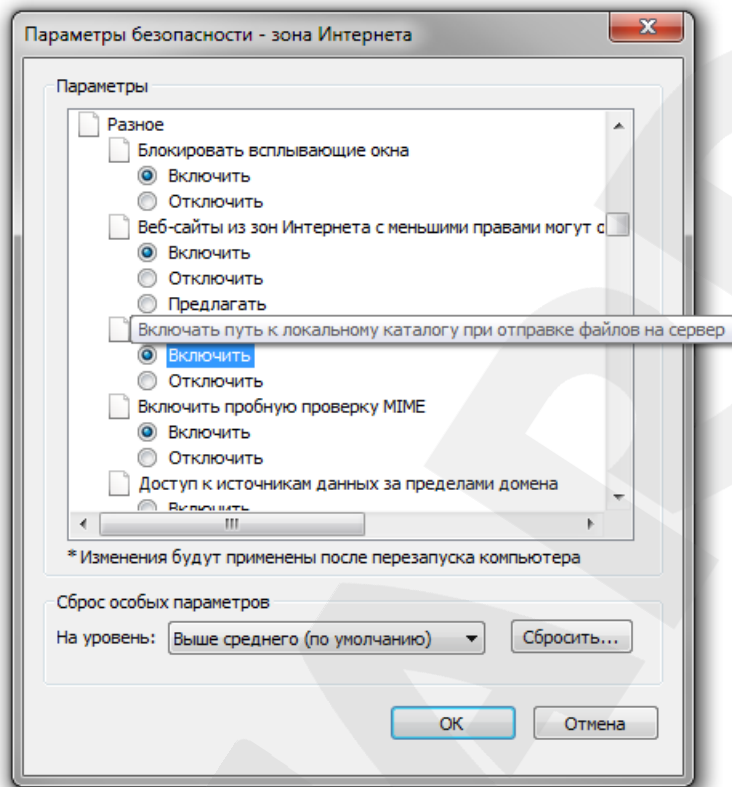 Параметры безопасности - зона Интернета
Параметры
Разное
Блокировать всплывающие окна
Включить
Отключить
Веб-сайты из зон Интернета с меньшими правами могут о
Включить
Отключить
Предлагать
Включать путь к локальному каталогу при отправке файлов на сервер
Включить
Отключить
Включить пробную проверку MIME
Включить
Отключить
Доступ к источникам данных за пределами домена
Включить
* Изменения будут применены после перезапуска компьютера
Сброс особых параметров
На уровень: Выше среднего (по умолчанию) Сбросить...
ОК Отмена